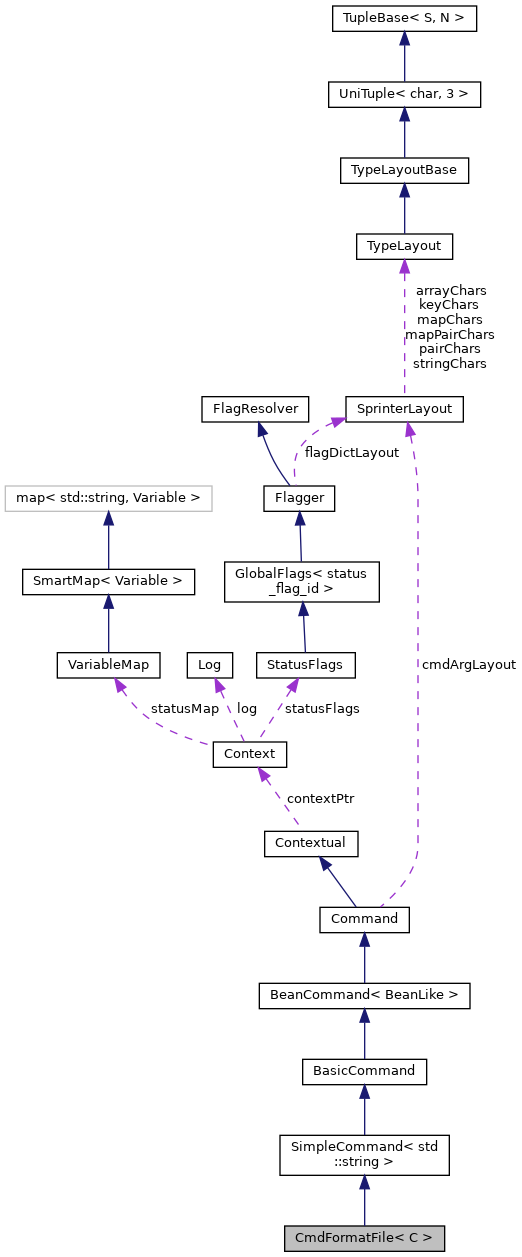 TupleBase< S, N >
UniTuple< char, 3 >
TypeLayoutBase
TypeLayout
arrayChars
keyChars
mapChars
mapPairChars
pairChars
stringChars
FlagResolver
SprinterLayout
flagDictLayout
map< std::string, Variable >
Flagger
SmartMap< Variable >
GlobalFlags< status
_flag_id >
VariableMap
Log
StatusFlags
cmdArgLayout
statusMap
log
statusFlags
Context
contextPtr
Contextual
Command
BeanCommand< BeanLike >
BasicCommand
SimpleCommand< std
::string >
CmdFormatFile< C >